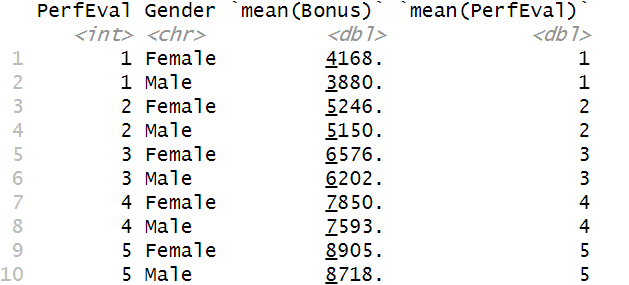 PerfEval Gender `mean(Bonus)` `mean(PerfEval)`
<int> <chr> <dbl> <dbl>
1 1 Female 4168. 1
2 1 Male 3880. 1
3 2 Female 5246. 2
4 2 Male 5150. 2
5 3 Female 6576. 3
6 3 Male 6202. 3
7 4 Female 7850. 4
8 4 Male 7593. 4
9 5 Female 8905. 5
10 5 Male 8718. 5